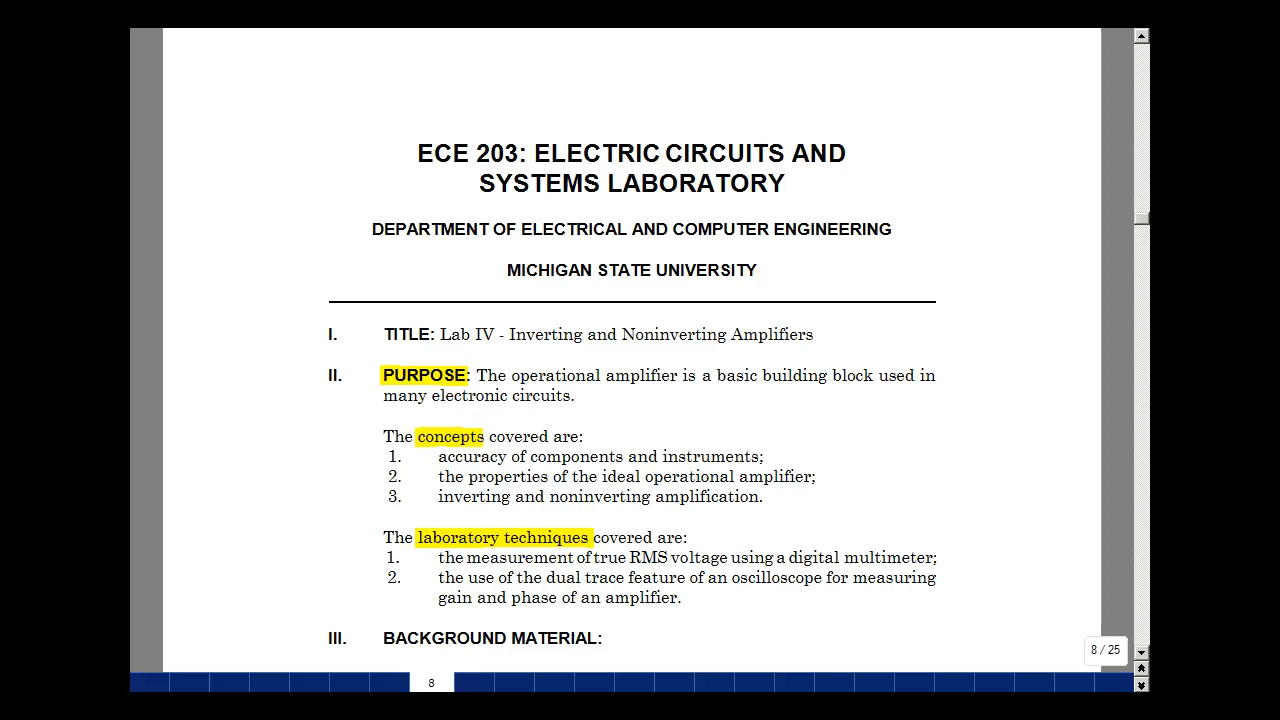 ECE 203: ELECTRIC CIRCUITS AND
SYSTEMS LABORATORY
DEPARTMENT OF ELECTRICAL AND COMPUTER ENGINEERING
MICHIGAN STATE UNIVERSITY
I. TITLE: Lab IV - Inverting and Noninverting Amplifiers
II. PURPOSE: The operational amplifier is a basic building block used in
many electronic circuits.
The concepts covered are:
1. accuracy of components and instruments;
2. the properties of the ideal operational amplifier;
3. inverting and noninverting amplification.
The laboratory techniques covered are:
1. the measurement of true RMS voltage using a digital multimeter;
2. the use of the dual trace feature of an oscilloscope for measuring
gain and phase of an amplifier.
III. BACKGROUND MATERIAL:
8 / 25
8